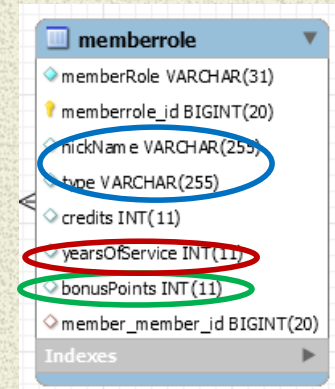 memberrole
memberRole VARCHAR(31)
memberrole_id BIGINT(20)
nickName VARCHAR(255)
type VARCHAR(255)
credits INT(11)
yearsOfService INT(11)
bonusPoints INT(11)
member_member_id BIGINT(20)
Indexes